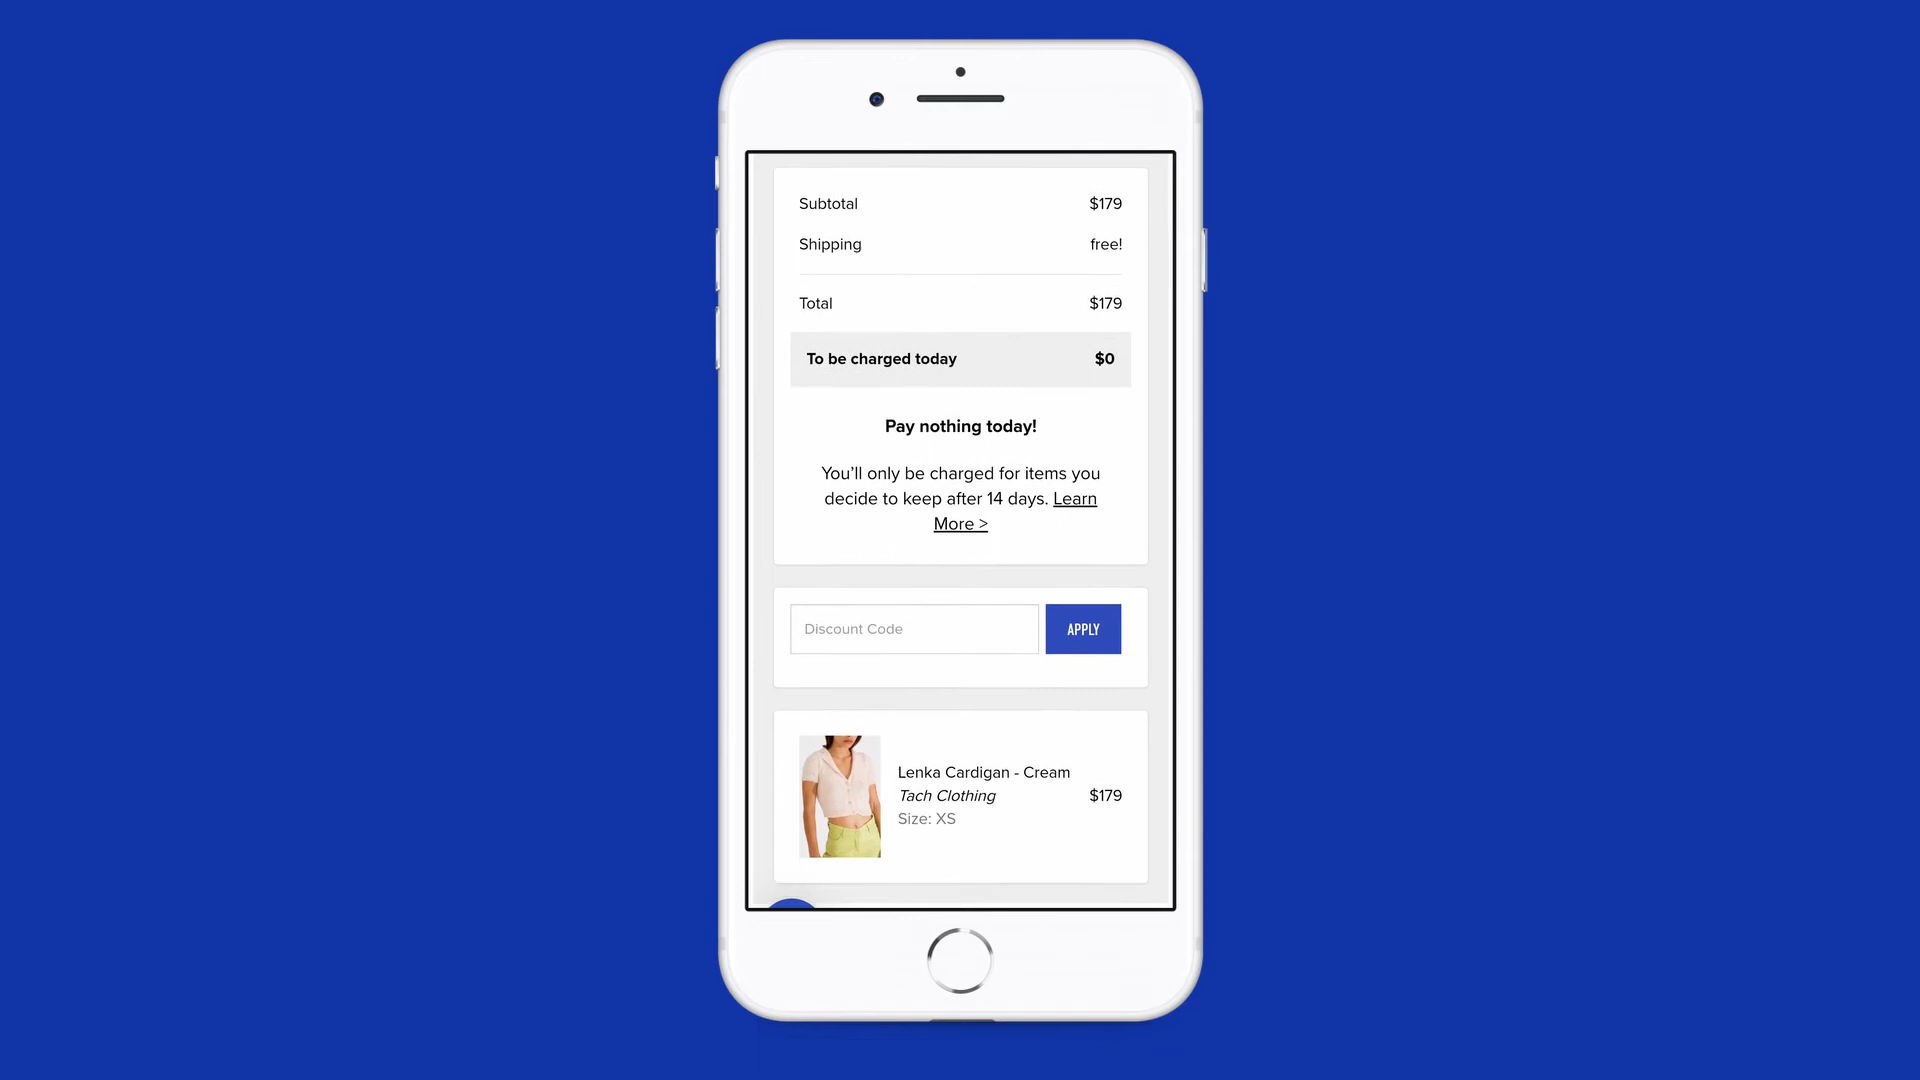 Subtotal $179
Shipping free!
Total $179
To be charged today $0
Pay nothing today!
You’ll only be charged for items you
decide to keep after 14 days. Learn
More >
Discount Code APPLY
Lenka Cardigan - Cream
Tach Clothing $179
Size: XS